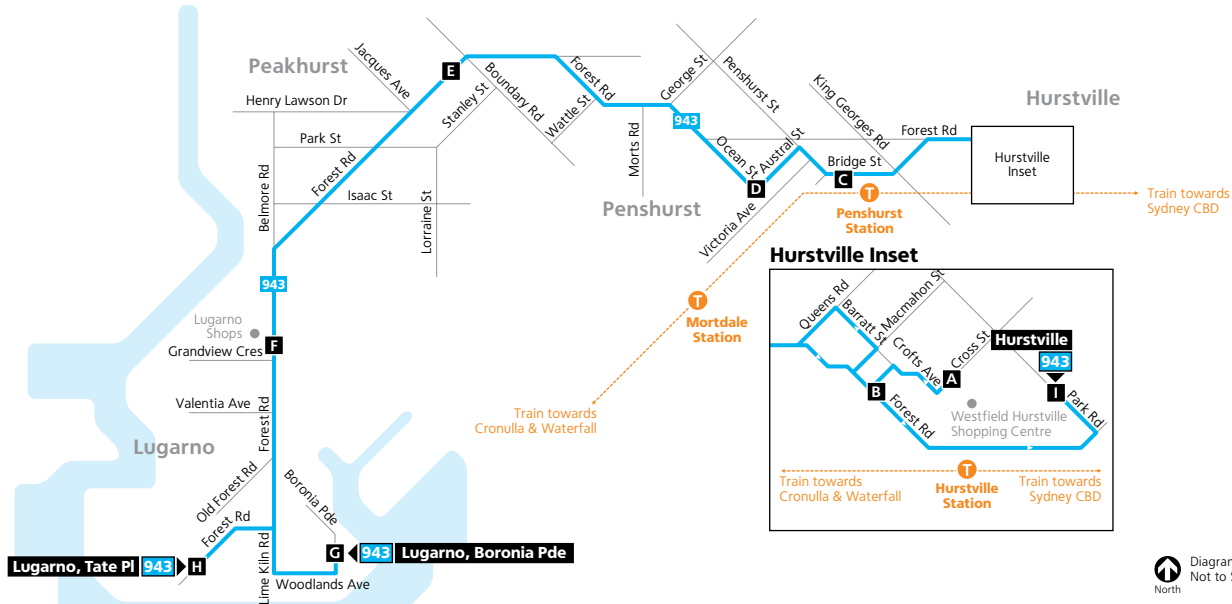 Peakhurst
Hurstville
Penshurst
Lugarno
Jacques Ave
E
Boundary Rd
Forest Rd
George St
Penshurst St
King Georges Rd
Henry Lawson Dr
Stanley St
Wattle St
943
Forest Rd
Hurstville
Inset
Park St
Morts Rd
Ocean St
Austral St
Bridge St
Forest Rd
Belmore Rd
Isaac St
Lorraine St
D
C
T
Penshurst
Station
Train towards
Sydney CBD
Victoria Ave
943
Lugarno
Shops
F
Grandview Cres
T
Mortdale
Station
Valentia Ave
Forest Rd
Train towards
Cronulla & Waterfall
Old Forest Rd
Boronia Pde
Forest Rd
Lugarno, Tate Pl
943
H
Lime Kiln Rd
G
943
Lugarno, Boronia Pde
Woodlands Ave
Hurstville Inset
Queens Rd
Barratt St
Macmahon St
Crofts Ave
Cross St
Hurstville
943
A
B
I
Park Rd
Forest Rd
Westfield Hurstville
Shopping Centre
T
Train towards
Cronulla & Waterfall
Hurstville
Station
Train towards
Sydney CBD
North
Diagran
Not to S